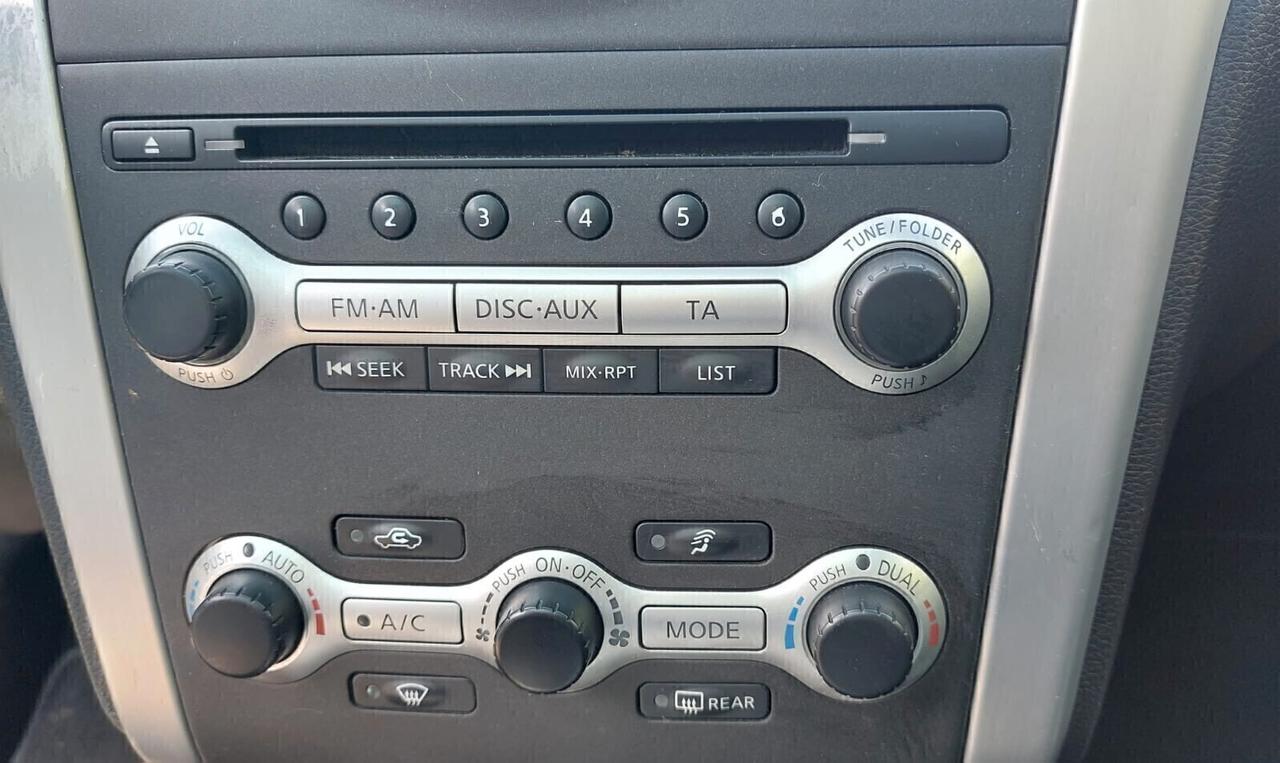 1 2 3 4 5 6
VOL
TUNE/FOLDER
FM·AM DISC·AUX TA
SEEK TRACK MIX·RPT LIST
PUSH
PUSH
PUSH AUTO
PUSH ON·OFF
PUSH DUAL
A/C
MODE
REAR